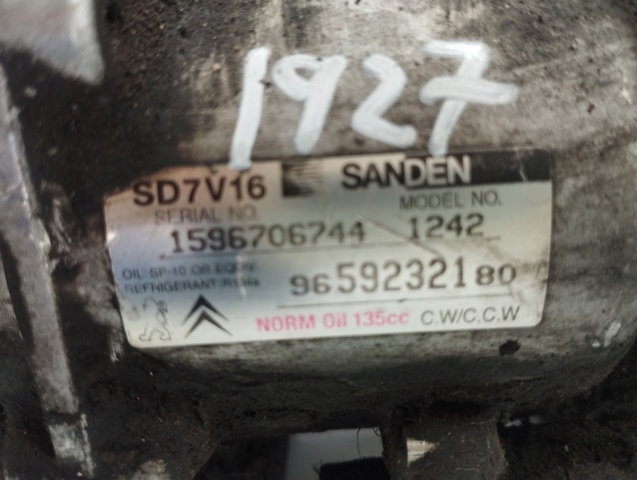 1927
SD7V16 SANDEN
SERIAL NO. MODEL NO.
1596706744 1242
OIL: SP-10 OR EQUIV.
REFRIGERANT: R134a
9659232180
NORM Oil 135cc C.W/C.C.W